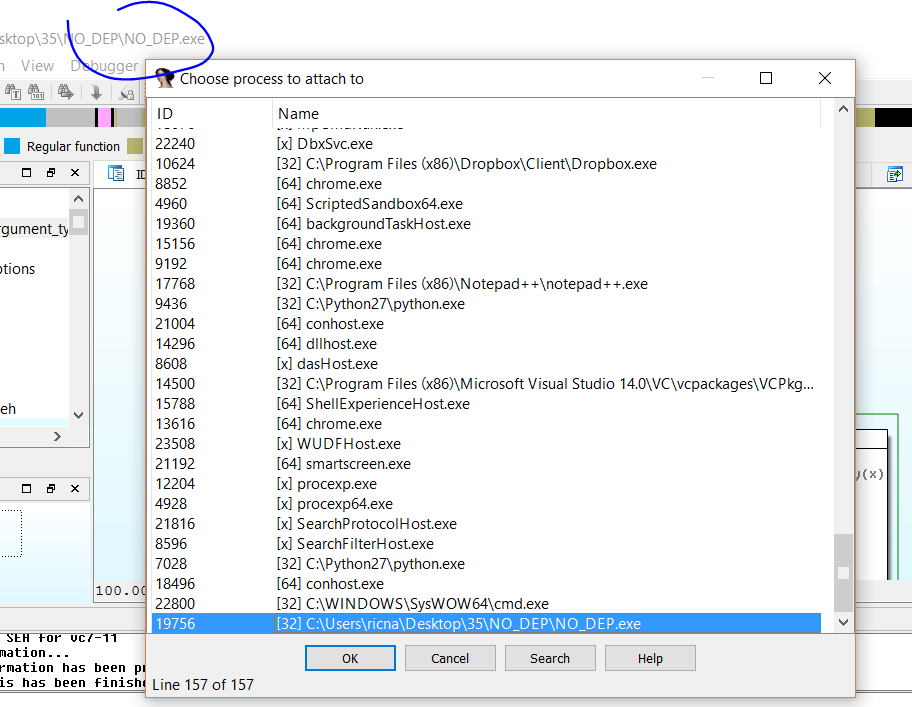 sktop\35\NO_DEP\NO_DEP.exe
View Debugger
Choose process to attach to
Regular function
ID Name
22240 [x] DbxSvc.exe
10624 [32] C:\Program Files (x86)\Dropbox\Client\Dropbox.exe
8852 [64] chrome.exe
4960 [64] ScriptedSandbox64.exe
19360 [64] backgroundTaskHost.exe
15156 [64] chrome.exe
9192 [64] chrome.exe
17768 [32] C:\Program Files (x86)\Notepad++\notepad++.exe
9436 [32] C:\Python27\python.exe
21004 [64] conhost.exe
14296 [64] dllhost.exe
8608 [x] dasHost.exe
14500 [32] C:\Program Files (x86)\Microsoft Visual Studio 14.0\VC\vcpackages\VCPkg...
15788 [64] ShellExperienceHost.exe
13616 [64] chrome.exe
23508 [x] WUDFHost.exe
21192 [64] smartscreen.exe
12204 [x] procexp.exe
4928 [x] procexp64.exe
21816 [x] SearchProtocolHost.exe
8596 [x] SearchFilterHost.exe
7028 [32] C:\Python27\python.exe
18496 [64] conhost.exe
22800 [32] C:\WINDOWS\SysWOW64\cmd.exe
19756 [32] C:\Users\ricna\Desktop\35\NO_DEP\NO_DEP.exe
OK Cancel Search Help
Line 157 of 157
rgument_ty
ptions
eh
y(x)
100.00
SEH for vc7-11
mation...
rmation has been p
is has been finishe